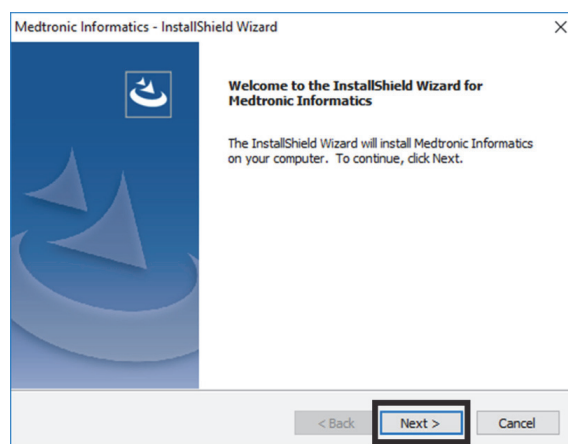 Medtronic Informatics - InstallShield Wizard
Welcome to the InstallShield Wizard for
Medtronic Informatics
The InstallShield Wizard will install Medtronic Informatics
on your computer. To continue, click Next.
< Back Next > Cancel